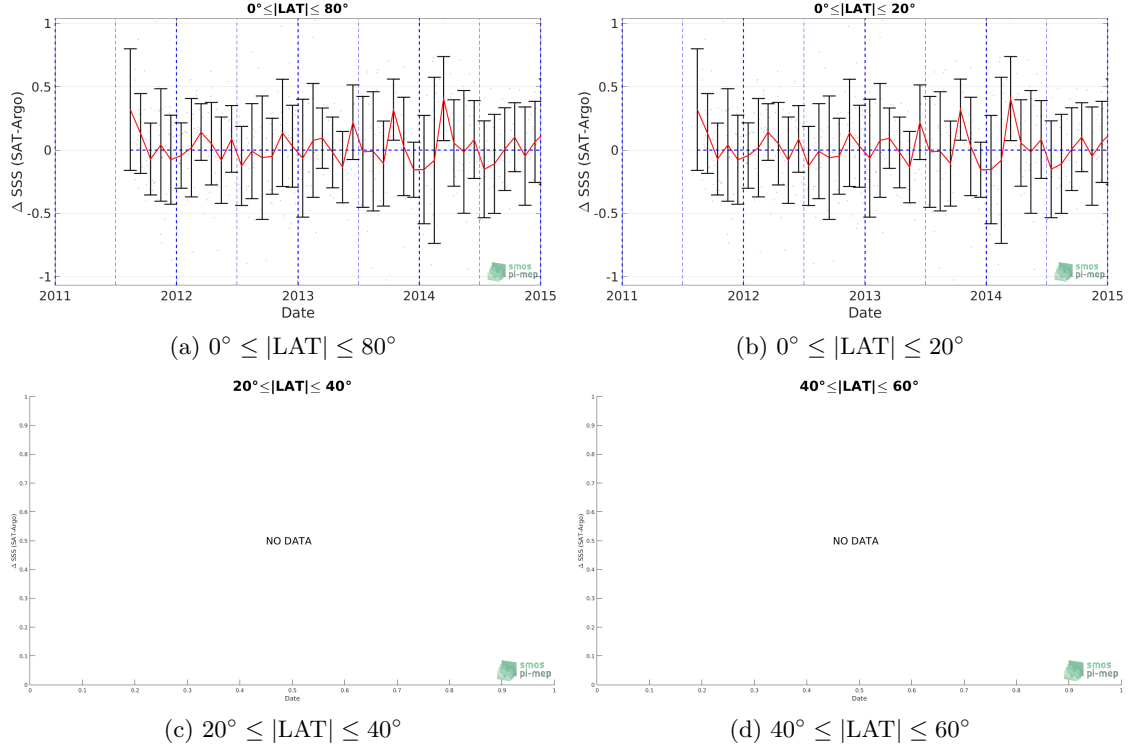 0°≤|LAT|≤ 80°
Δ SSS (SAT-Argo)
1
0.5
0
-0.5
-1
2011 2012 2013 2014 2015
Date
smos
pi-mep
(a) 0° ≤ |LAT| ≤ 80°
0°≤|LAT|≤ 20°
Δ SSS (SAT-Argo)
1
0.5
0
-0.5
-1
2011 2012 2013 2014 2015
Date
smos
pi-mep
(b) 0° ≤ |LAT| ≤ 20°
20°≤|LAT|≤ 40°
Δ SSS (SAT-Argo)
1
0.9
0.8
0.7
0.6
0.5
0.4
0.3
0.2
0.1
0
NO DATA
0 0.1 0.2 0.3 0.4 0.5 0.6 0.7 0.8 0.9 1
Date
smos
pi-mep
(c) 20° ≤ |LAT| ≤ 40°
40°≤|LAT|≤ 60°
Δ SSS (SAT-Argo)
1
0.9
0.8
0.7
0.6
0.5
0.4
0.3
0.2
0.1
0
NO DATA
0 0.1 0.2 0.3 0.4 0.5 0.6 0.7 0.8 0.9 1
Date
smos
pi-mep
(d) 40° ≤ |LAT| ≤ 60°